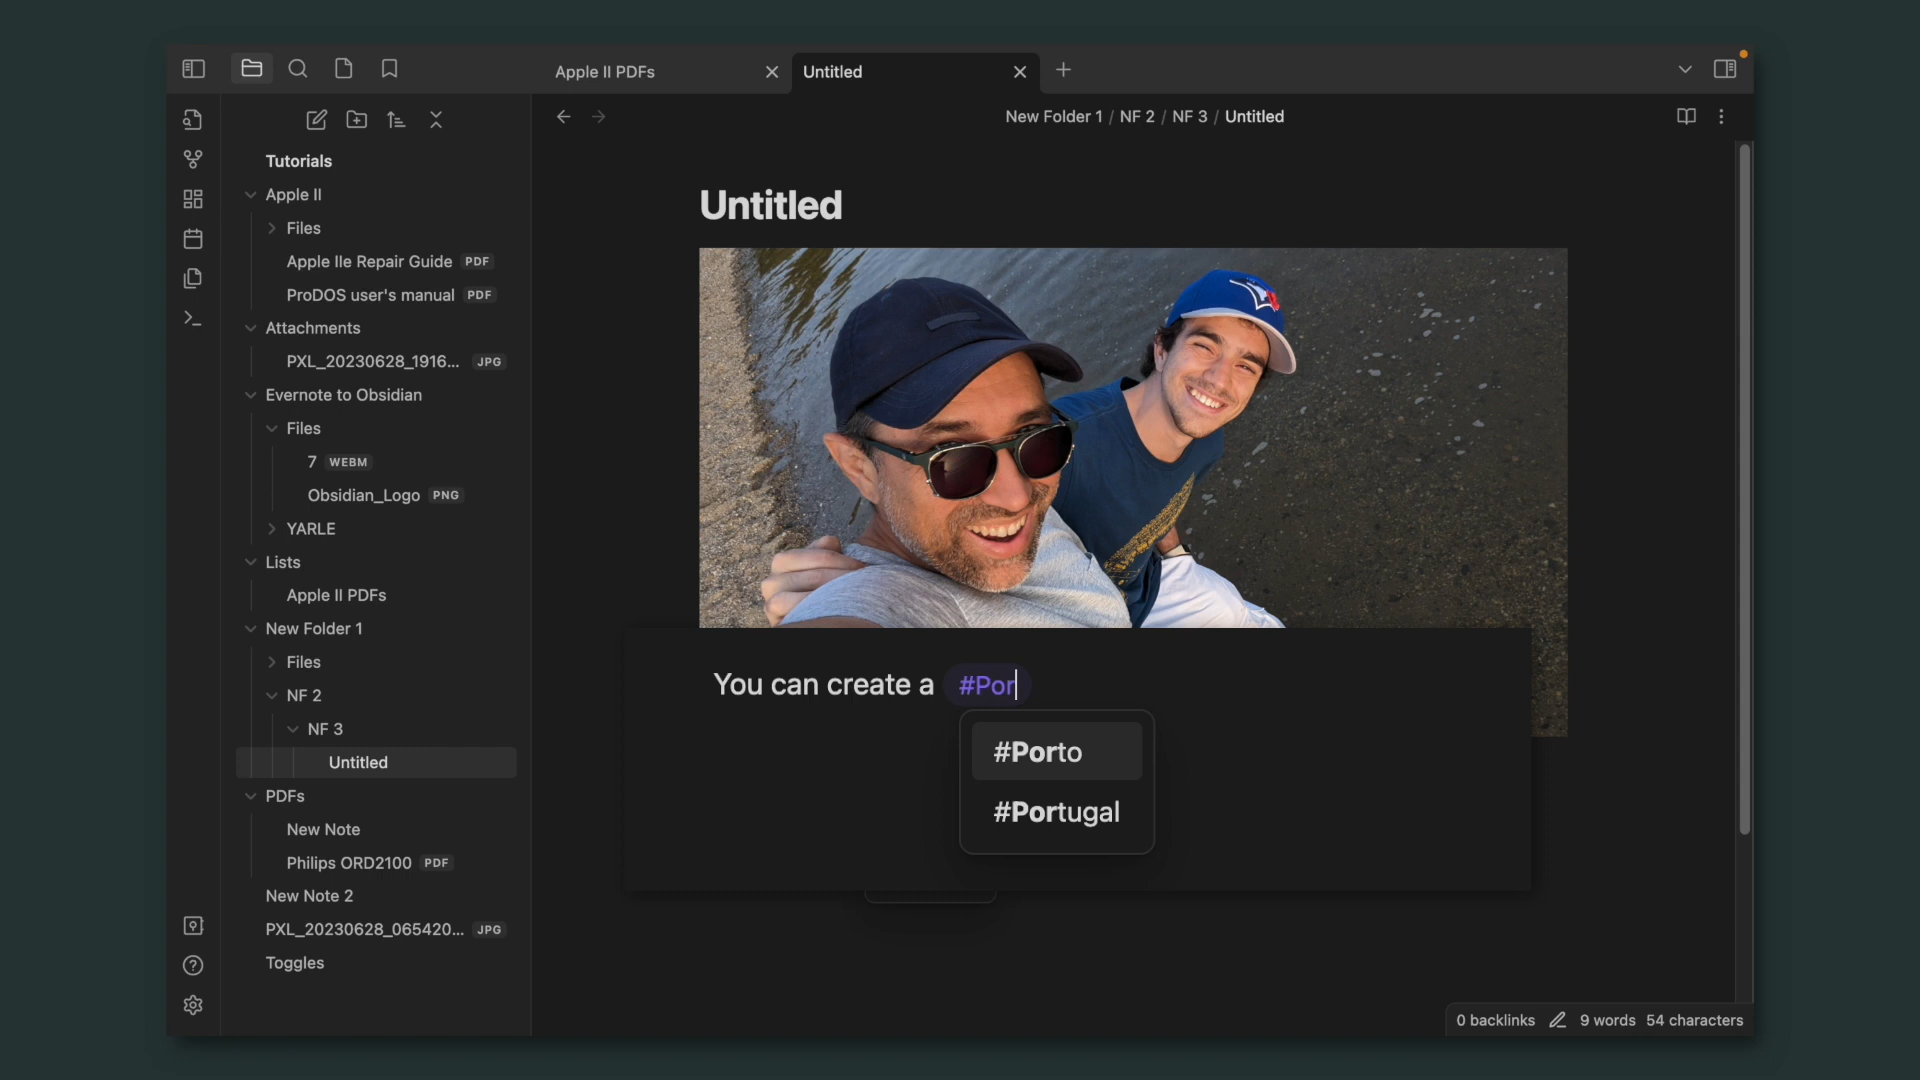 Apple II PDFs
Untitled
New Folder 1 / NF 2 / NF 3 / Untitled
Tutorials
Apple II
Files
Apple IIe Repair Guide PDF
ProDOS user's manual PDF
Attachments
PXL_20230628_1916... JPG
Evernote to Obsidian
Files
7 WEBM
Obsidian_Logo PNG
YARLE
Lists
Apple II PDFs
New Folder 1
Files
NF 2
NF 3
Untitled
PDFs
New Note
Philips ORD2100 PDF
New Note 2
PXL_20230628_065420... JPG
Toggles
Untitled
You can create a #Por
#Porto
#Portugal
0 backlinks 9 words 54 characters